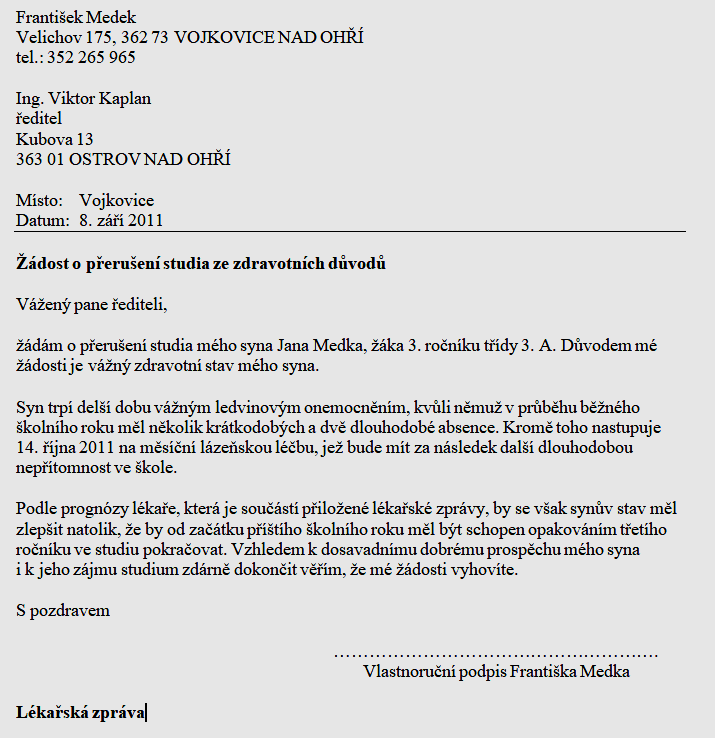 František Medek
Velichov 175, 362 73 VOJKOVICE NAD OHŘÍ
tel.: 352 265 965
Ing. Viktor Kaplan
ředitel
Kubova 13
363 01 OSTROV NAD OHŘÍ
Místo: Vojkovice
Datum: 8. září 2011
Žádost o přerušení studia ze zdravotních důvodů
Vážený pane řediteli,
žádám o přerušení studia mého syna Jana Medka, žáka 3. ročníku třídy 3. A. Důvodem mé
žádosti je vážný zdravotní stav mého syna.
Syn trpí delší dobu vážným ledvinovým onemocněním, kvůli němuž v průběhu běžného
školního roku měl několik krátkodobých a dvě dlouhodobé absence. Kromě toho nastupuje
14. října 2011 na měsíční lázeňskou léčbu, jež bude mít za následek další dlouhodobou
nepřítomnost ve škole.
Podle prognózy lékaře, která je součástí přiložené lékařské zprávy, by se však synův stav měl
zlepšit natolik, že by od začátku příštího školního roku měl být schopen opakováním třetího
ročníku ve studiu pokračovat. Vzhledem k dosavadnímu dobrému prospěchu mého syna
i k jeho zájmu studium zdárně dokončit věřím, že mé žádosti vyhovíte.
S pozdravem
……………………………………………….
Vlastnoruční podpis Františka Medka
Lékařská zpráva